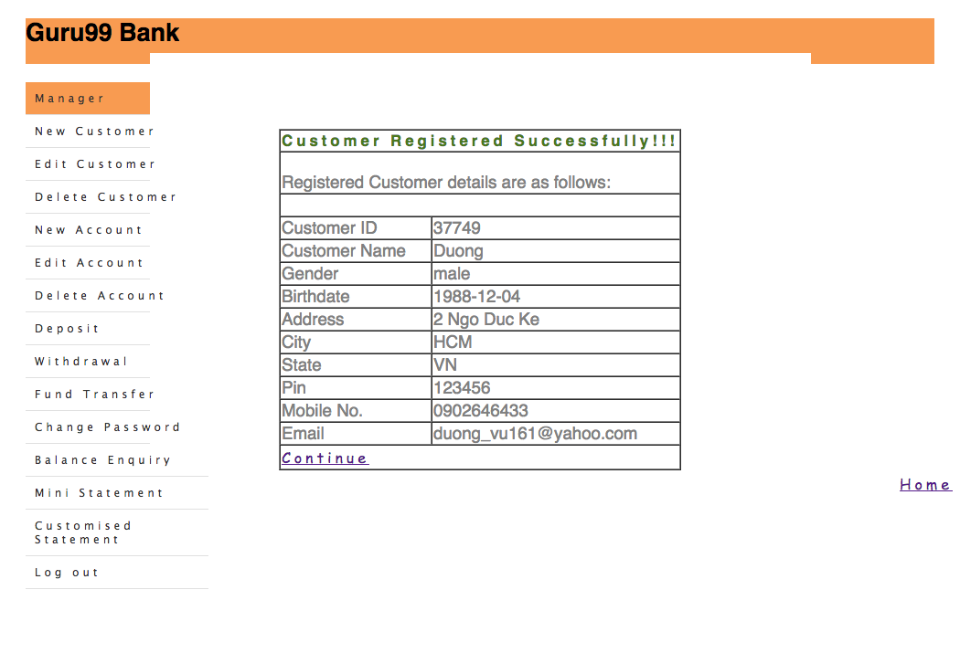 Guru99 Bank
Manager
New Customer
Edit Customer
Delete Customer
New Account
Edit Account
Delete Account
Deposit
Withdrawal
Fund Transfer
Change Password
Balance Enquiry
Mini Statement
Customised
Statement
Log out
Customer Registered Successfully!!!
Registered Customer details are as follows:
Customer ID 37749
Customer Name Duong
Gender male
Birthdate 1988-12-04
Address 2 Ngo Duc Ke
City HCM
State VN
Pin 123456
Mobile No. 0902646433
Email duong_vu161@yahoo.com
Continue
Home